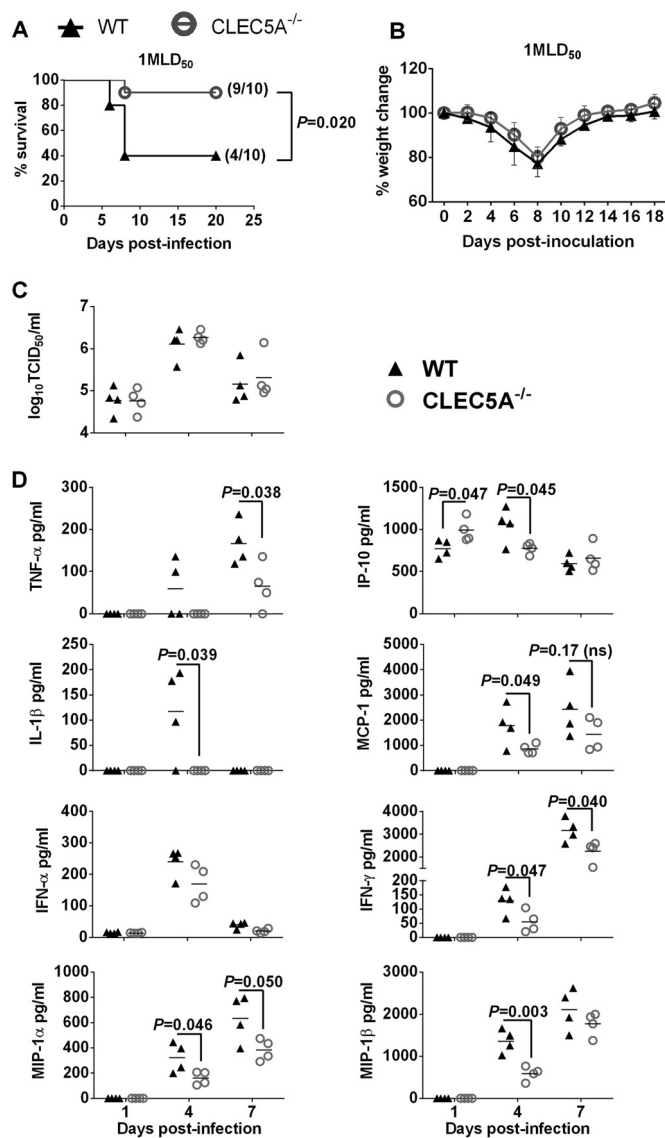 A
WT
CLEC5A-/-
1MLD50
100
80
60
40
20
0
% survival
(9/10)
(4/10)
P=0.020
0 5 10 15 20 25
Days post-infection
B
1MLD50
120
100
80
60
% weight change
0 2 4 6 8 10 12 14 16 18
Days post-inoculation
C
7
6
5
4
log10TCID50/ml
WT
CLEC5A-/-
D
300
200
100
0
TNF-α pg/ml
P=0.038
1500
1000
500
0
IP-10 pg/ml
P=0.047
P=0.045
200
150
100
50
0
IL-1β pg/ml
P=0.039
5000
4000
3000
2000
1000
0
MCP-1 pg/ml
P=0.049
P=0.17 (ns)
400
300
200
100
0
IFN-α pg/ml
4000
3000
2000
200
150
100
50
0
IFN-γ pg/ml
P=0.047
P=0.040
1000
800
600
400
200
0
MIP-1α pg/ml
P=0.046
P=0.050
1 4 7
Days post-infection
3000
2000
1000
0
MIP-1β pg/ml
P=0.003
1 4 7
Days post-infection